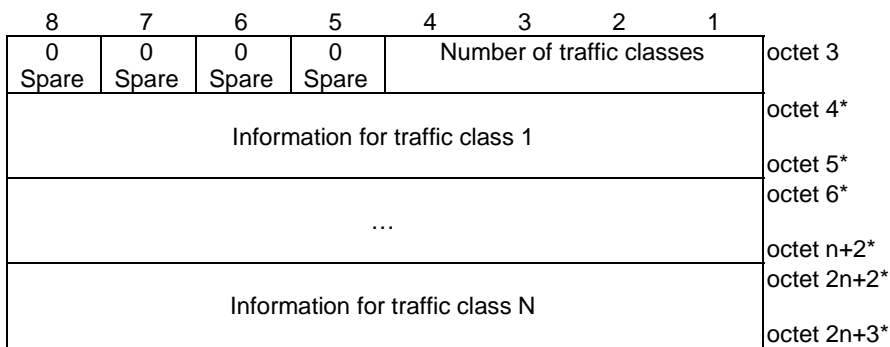 8 7 6 5 4 3 2 1
0 0 0 0 Number of traffic classes octet 3
Spare Spare Spare Spare
octet 4*
Information for traffic class 1
octet 5*
octet 6*
…
octet n+2*
octet 2n+2*
Information for traffic class N
octet 2n+3*